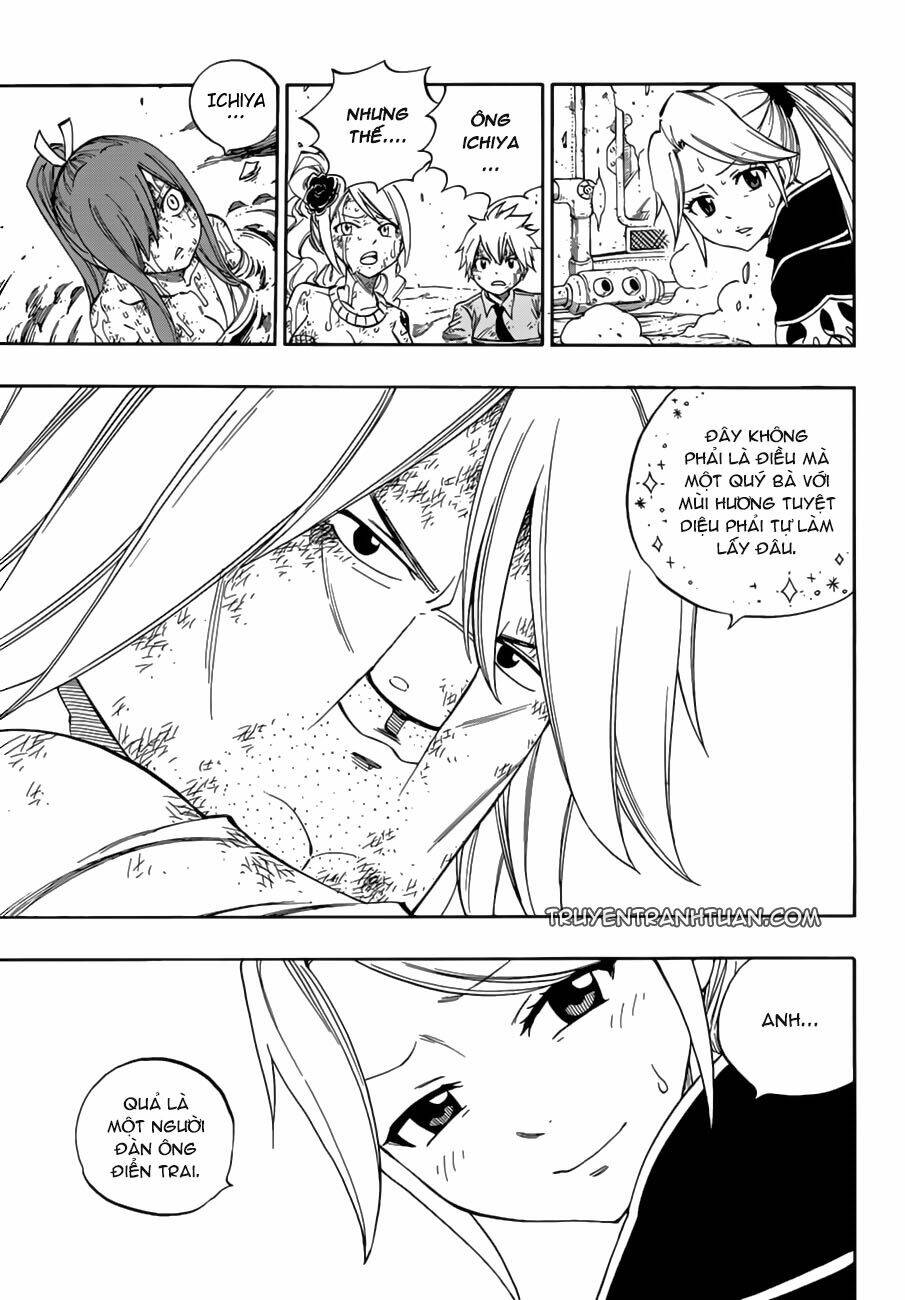 ÔNG
ICHIYA
...
NHƯNG
THẾ....
ICHIYA
...
ĐÂY KHÔNG
PHẢI LÀ ĐIỀU MÀ
MỘT QUÝ BÀ VỚI
MÙI HƯƠNG TUYỆT
DIỆU PHẢI TỰ LÀM
LẤY ĐÂU.
TRUYENTRANHTUAN.COM
ANH...
QUẢ LÀ
MỘT NGƯỜI
ĐÀN ÔNG
ĐIỂN TRAI.